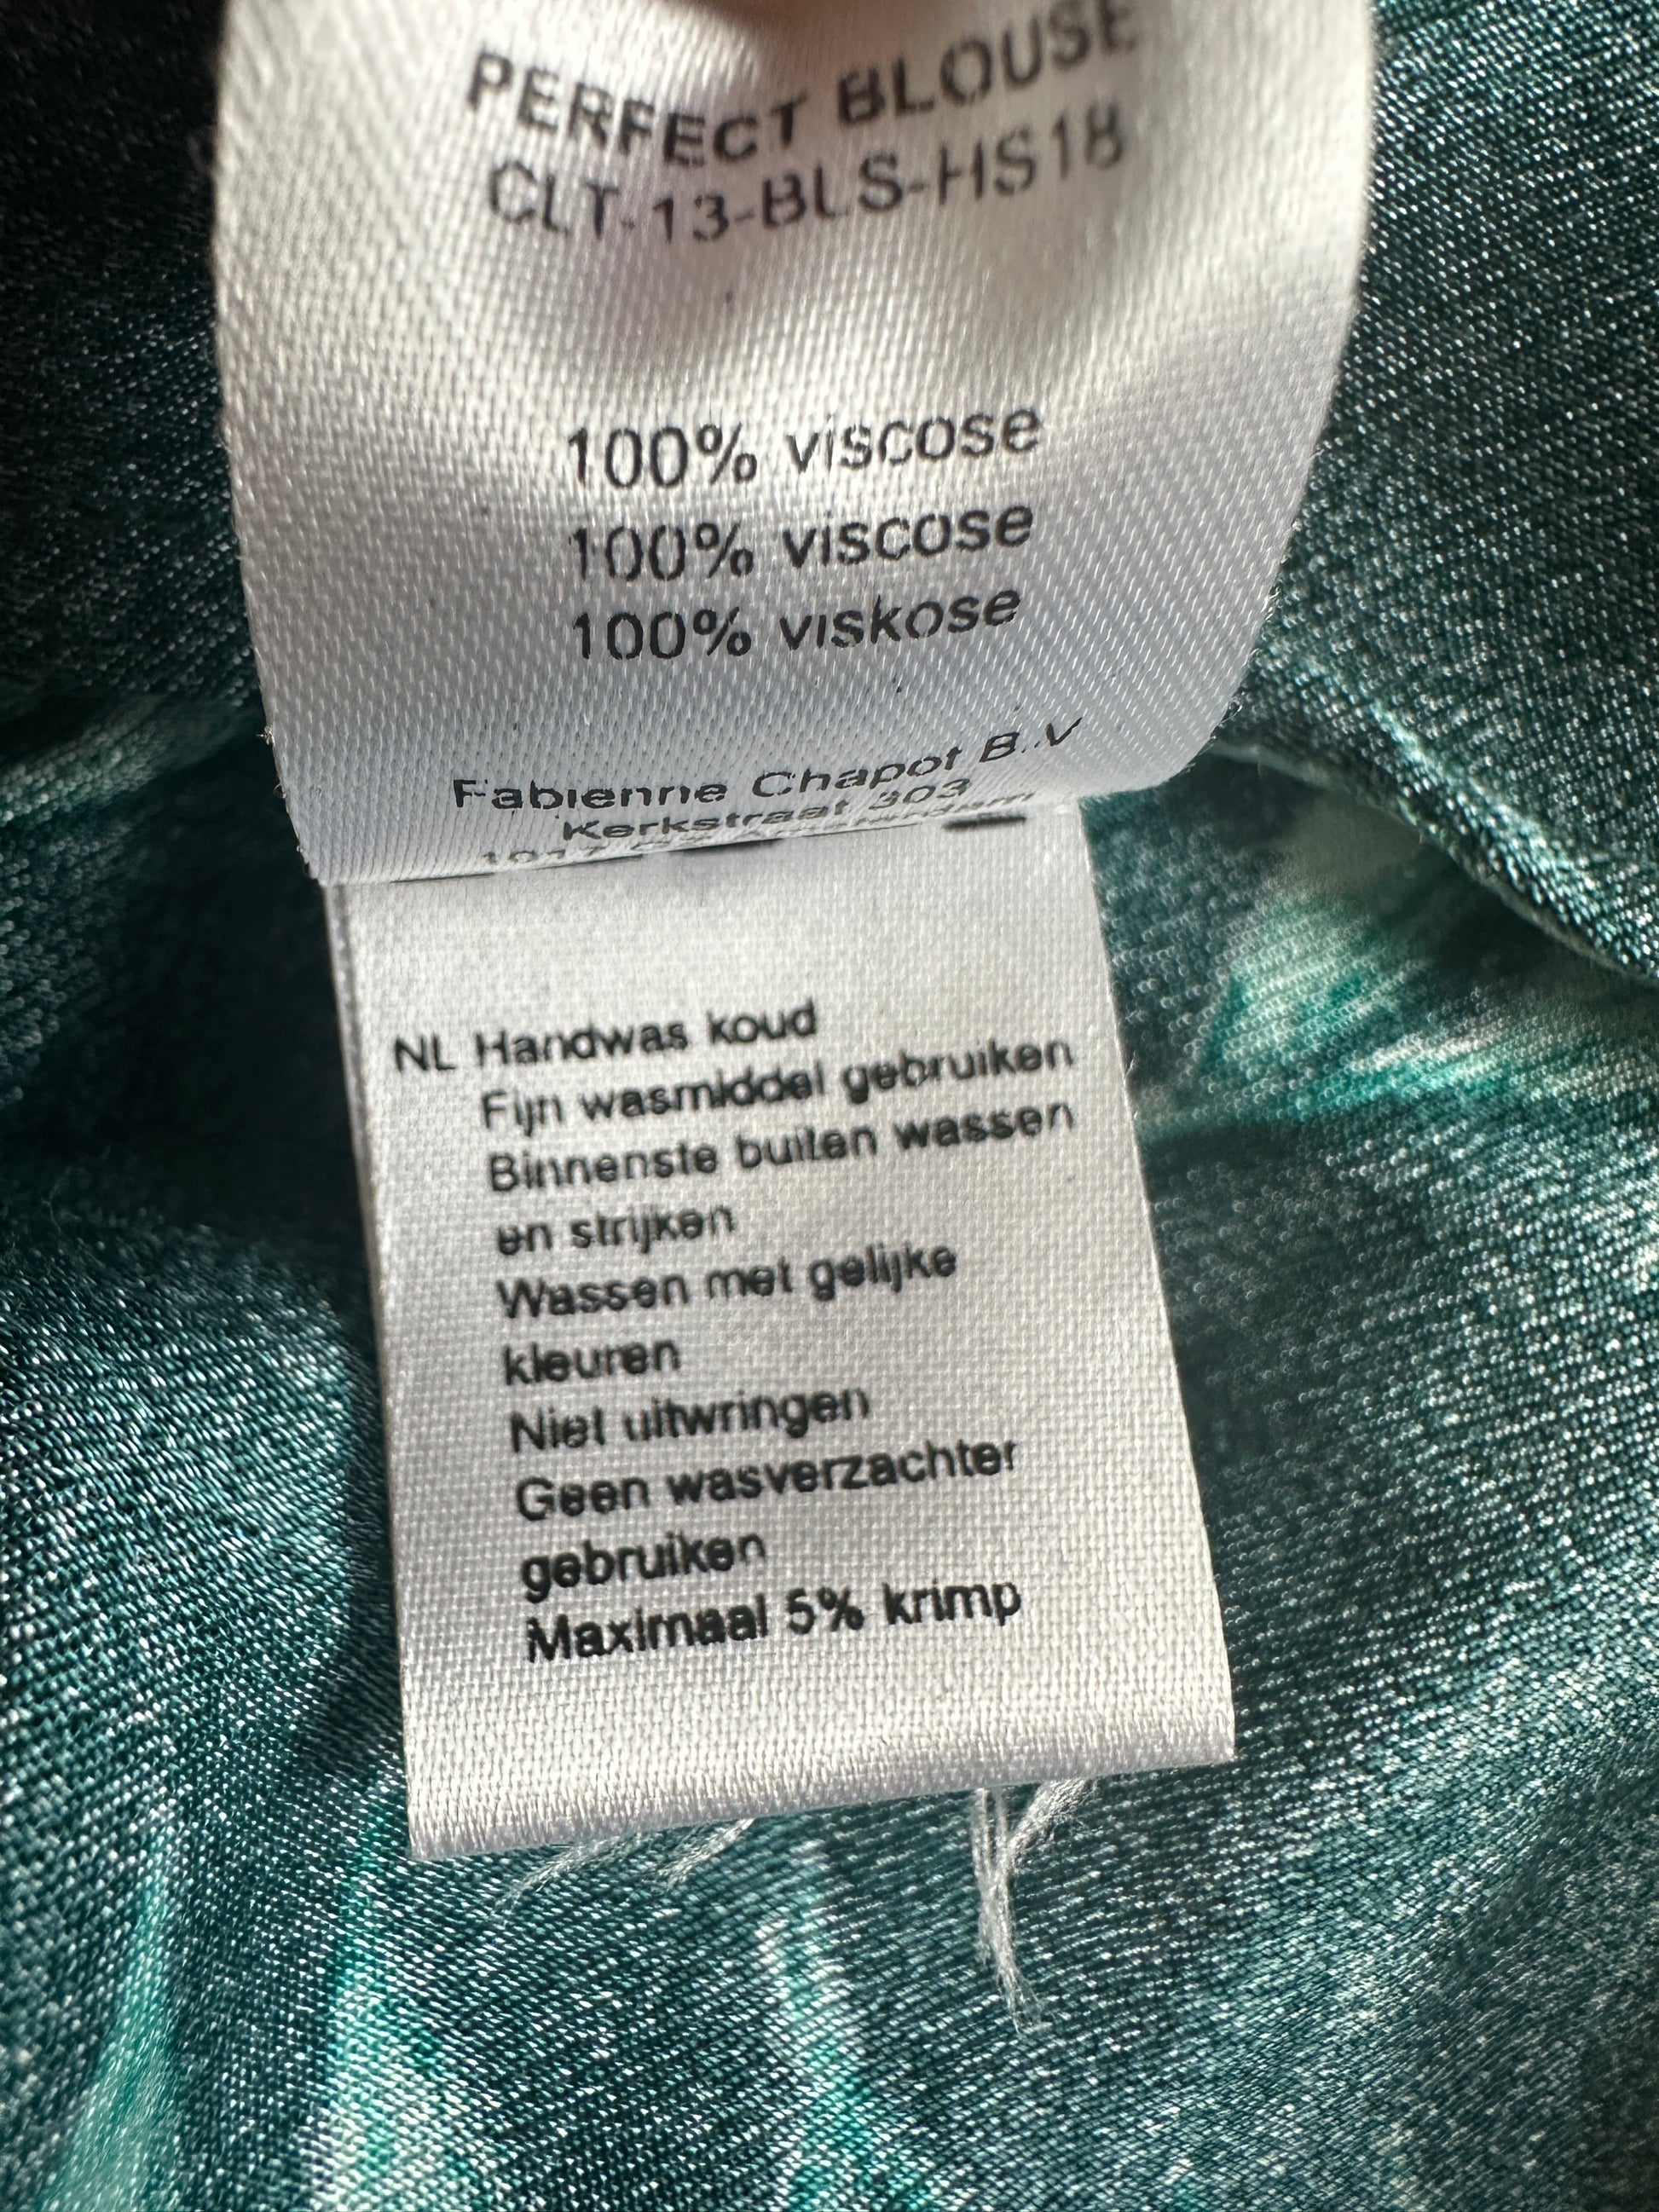 PERFECT BLOUSE
CLT-13-BLS-HS18
100% viscose
100% viscose
100% viskose
Fabienne Chapot B.V
Kerkstraat 303
NL Handwas koud
Fijn wasmiddel gebruiken
Binnenste buiten wassen
en strijken
Wassen met gelijke
kleuren
Niet uitwringen
Geen wasverzachter
gebruiken
Maximaal 5% krimp